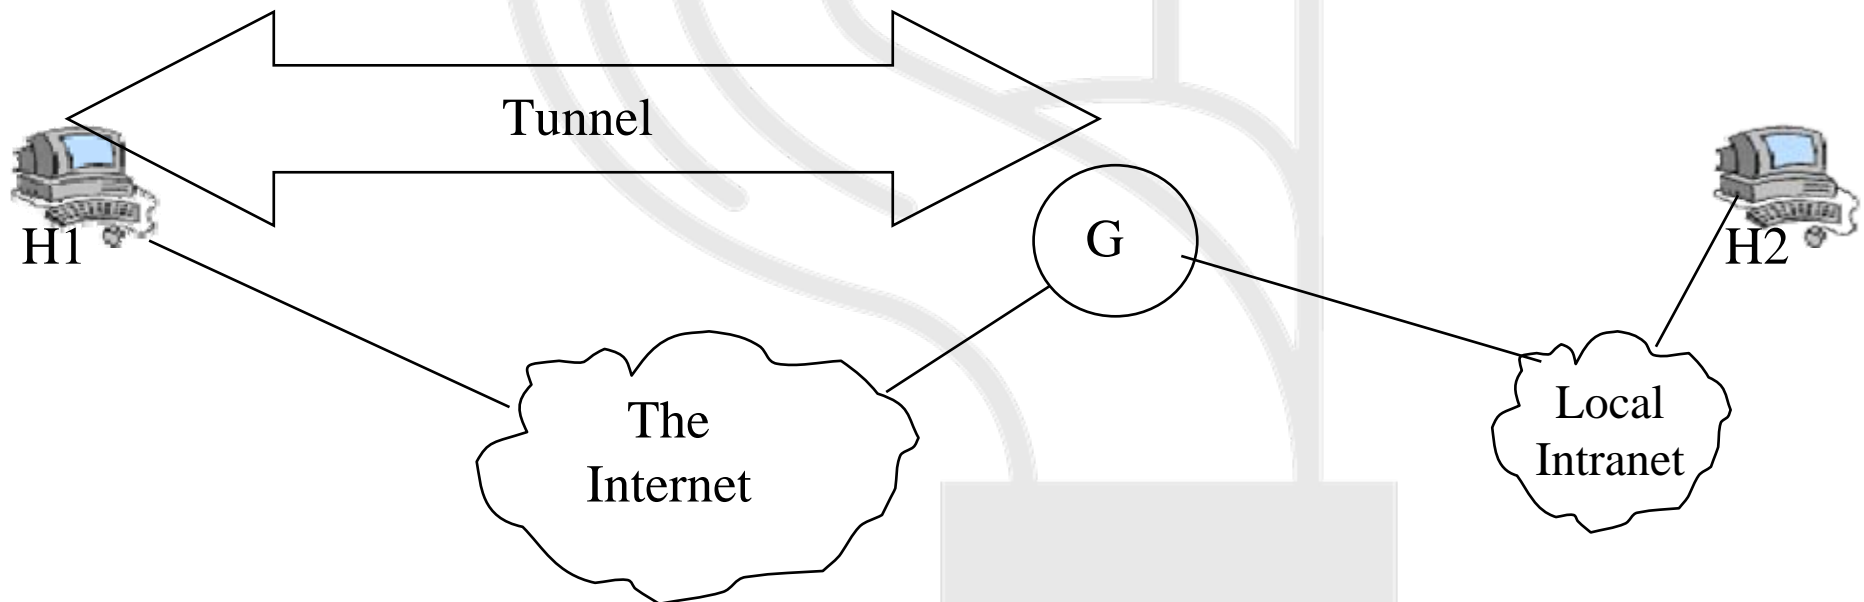 Tunnel
H1
G
H2
The
Internet
Local
Intranet